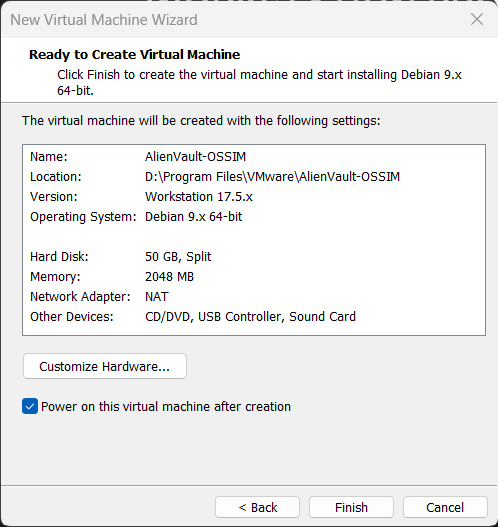 New Virtual Machine Wizard
Ready to Create Virtual Machine
Click Finish to create the virtual machine and start installing Debian 9.x
64-bit.
The virtual machine will be created with the following settings:
Name: AlienVault-OSSIM
Location: D:\Program Files\VMware\AlienVault-OSSIM
Version: Workstation 17.5.x
Operating System: Debian 9.x 64-bit
Hard Disk: 50 GB, Split
Memory: 2048 MB
Network Adapter: NAT
Other Devices: CD/DVD, USB Controller, Sound Card
Customize Hardware...
Power on this virtual machine after creation
< Back Finish Cancel